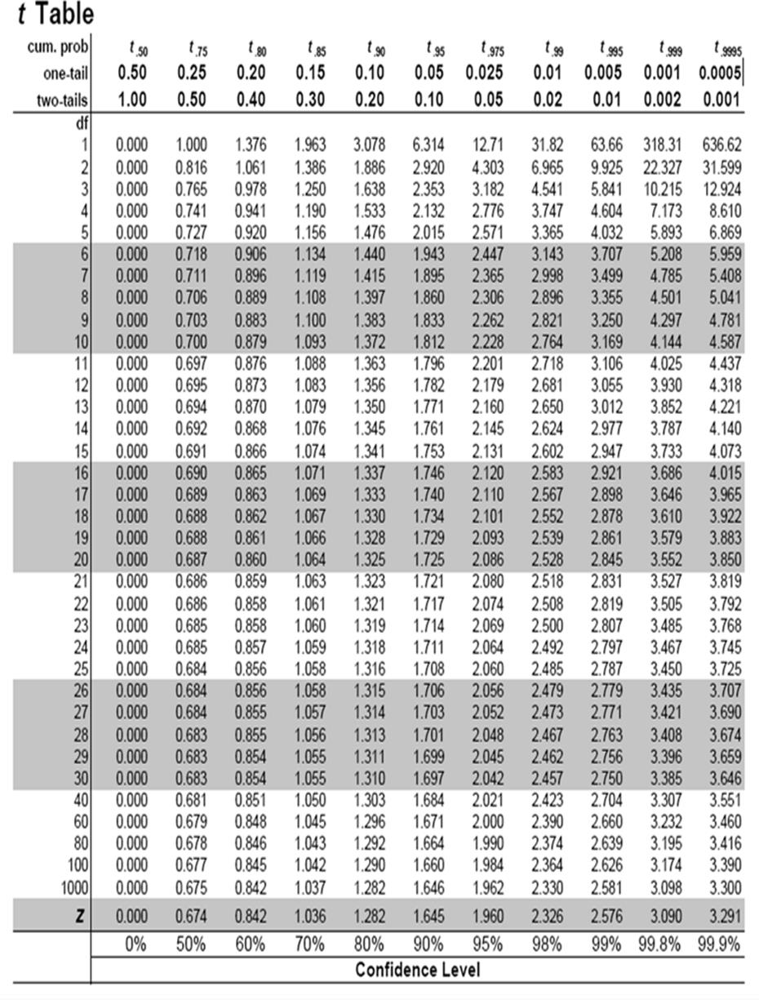 t Table
cum. prob t .50 t .75 t .80 t .85 t .90 t .95 t .975 t .99 t .995 t .999 t .9995
one-tail 0.50 0.25 0.20 0.15 0.10 0.05 0.025 0.01 0.005 0.001 0.0005
two-tails 1.00 0.50 0.40 0.30 0.20 0.10 0.05 0.02 0.01 0.002 0.001
df
1 0.000 1.000 1.376 1.963 3.078 6.314 12.71 31.82 63.66 318.31 636.62
2 0.000 0.816 1.061 1.386 1.886 2.920 4.303 6.965 9.925 22.327 31.599
3 0.000 0.765 0.978 1.250 1.638 2.353 3.182 4.541 5.841 10.215 12.924
4 0.000 0.741 0.941 1.190 1.533 2.132 2.776 3.747 4.604 7.173 8.610
5 0.000 0.727 0.920 1.156 1.476 2.015 2.571 3.365 4.032 5.893 6.869
6 0.000 0.718 0.906 1.134 1.440 1.943 2.447 3.143 3.707 5.208 5.959
7 0.000 0.711 0.896 1.119 1.415 1.895 2.365 2.998 3.499 4.785 5.408
8 0.000 0.706 0.889 1.108 1.397 1.860 2.306 2.896 3.355 4.501 5.041
9 0.000 0.703 0.883 1.100 1.383 1.833 2.262 2.821 3.250 4.297 4.781
10 0.000 0.700 0.879 1.093 1.372 1.812 2.228 2.764 3.169 4.144 4.587
11 0.000 0.697 0.876 1.088 1.363 1.796 2.201 2.718 3.106 4.025 4.437
12 0.000 0.695 0.873 1.083 1.356 1.782 2.179 2.681 3.055 3.930 4.318
13 0.000 0.694 0.870 1.079 1.350 1.771 2.160 2.650 3.012 3.852 4.221
14 0.000 0.692 0.868 1.076 1.345 1.761 2.145 2.624 2.977 3.787 4.140
15 0.000 0.691 0.866 1.074 1.341 1.753 2.131 2.602 2.947 3.733 4.073
16 0.000 0.690 0.865 1.071 1.337 1.746 2.120 2.583 2.921 3.686 4.015
17 0.000 0.689 0.863 1.069 1.333 1.740 2.110 2.567 2.898 3.646 3.965
18 0.000 0.688 0.862 1.067 1.330 1.734 2.101 2.552 2.878 3.610 3.922
19 0.000 0.688 0.861 1.066 1.328 1.729 2.093 2.539 2.861 3.579 3.883
20 0.000 0.687 0.860 1.064 1.325 1.725 2.086 2.528 2.845 3.552 3.850
21 0.000 0.686 0.859 1.063 1.323 1.721 2.080 2.518 2.831 3.527 3.819
22 0.000 0.686 0.858 1.061 1.321 1.717 2.074 2.508 2.819 3.505 3.792
23 0.000 0.685 0.858 1.060 1.319 1.714 2.069 2.500 2.807 3.485 3.768
24 0.000 0.685 0.857 1.059 1.318 1.711 2.064 2.492 2.797 3.467 3.745
25 0.000 0.684 0.856 1.058 1.316 1.708 2.060 2.485 2.787 3.450 3.725
26 0.000 0.684 0.856 1.058 1.315 1.706 2.056 2.479 2.779 3.435 3.707
27 0.000 0.684 0.855 1.057 1.314 1.703 2.052 2.473 2.771 3.421 3.690
28 0.000 0.683 0.855 1.056 1.313 1.701 2.048 2.467 2.763 3.408 3.674
29 0.000 0.683 0.854 1.055 1.311 1.699 2.045 2.462 2.756 3.396 3.659
30 0.000 0.683 0.854 1.055 1.310 1.697 2.042 2.457 2.750 3.385 3.646
40 0.000 0.681 0.851 1.050 1.303 1.684 2.021 2.423 2.704 3.307 3.551
60 0.000 0.679 0.848 1.045 1.296 1.671 2.000 2.390 2.660 3.232 3.460
80 0.000 0.678 0.846 1.043 1.292 1.664 1.990 2.374 2.639 3.195 3.416
100 0.000 0.677 0.845 1.042 1.290 1.660 1.984 2.364 2.626 3.174 3.390
1000 0.000 0.675 0.842 1.037 1.282 1.646 1.962 2.330 2.581 3.098 3.300
Z 0.000 0.674 0.842 1.036 1.282 1.645 1.960 2.326 2.576 3.090 3.291
0% 50% 60% 70% 80% 90% 95% 98% 99% 99.8% 99.9%
Confidence Level